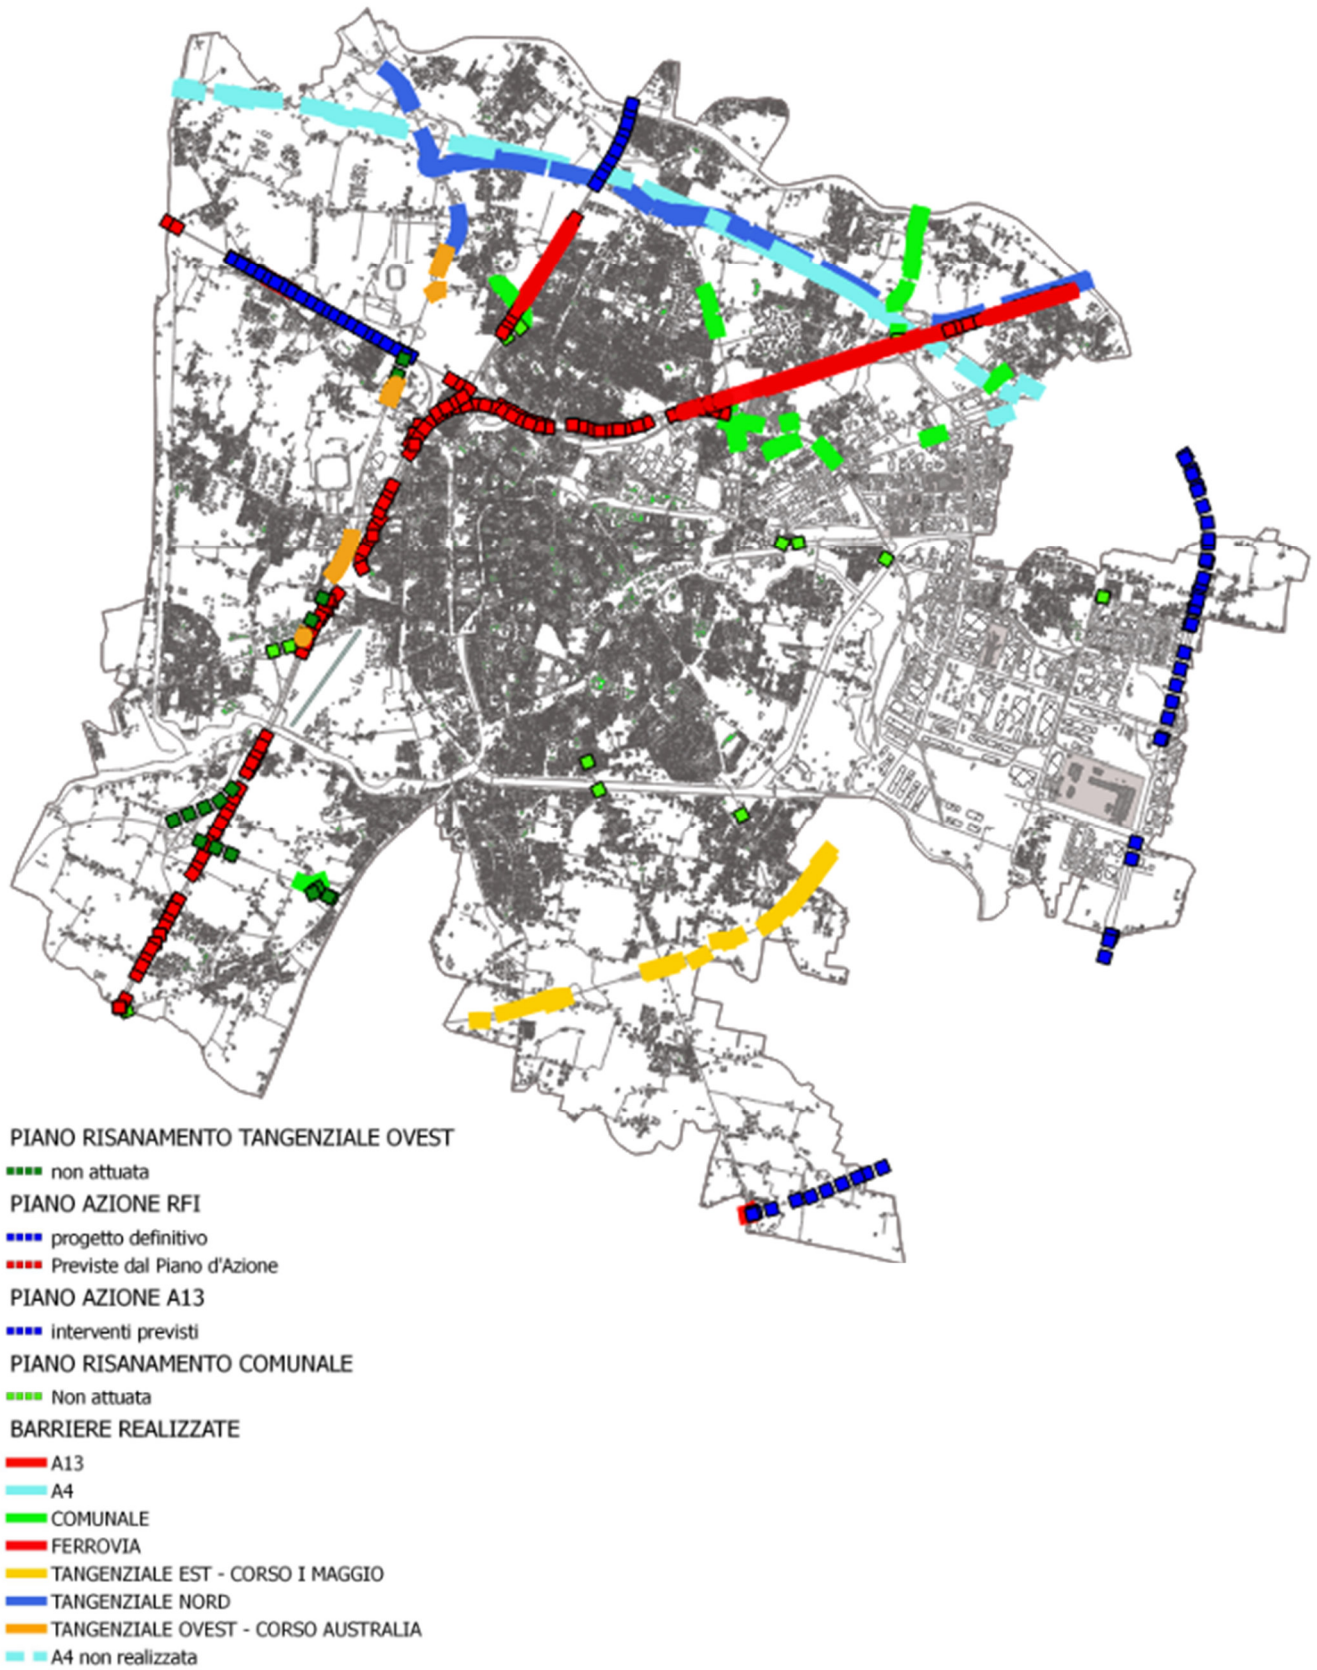 PIANO RISANAMENTO TANGENZIALE OVEST
non attuata
PIANO AZIONE RFI
progetto definitivo
Previste dal Piano d'Azione
PIANO AZIONE A13
interventi previsti
PIANO RISANAMENTO COMUNALE
Non attuata
BARRIERE REALIZZATE
A13
A4
COMUNALE
FERROVIA
TANGENZIALE EST - CORSO I MAGGIO
TANGENZIALE NORD
TANGENZIALE OVEST - CORSO AUSTRALIA
A4 non realizzata